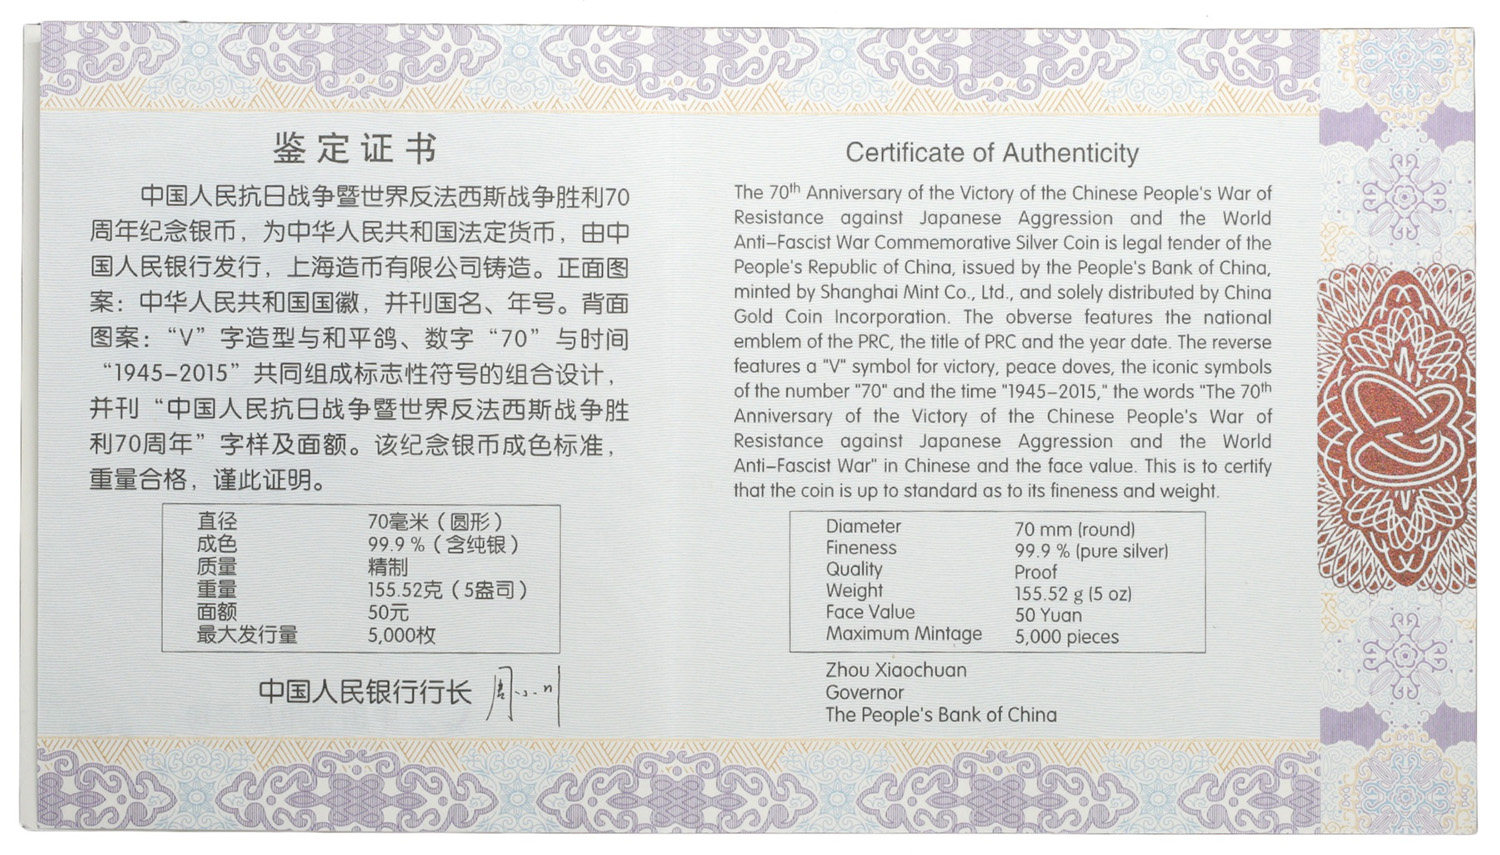 鉴定证书
中国人民抗日战争暨世界反法西斯战争胜利70
周年纪念银币，为中华人民共和国法定货币，由中
国人民银行发行，上海造币有限公司铸造。正面图
案：中华人民共和国国徽，并刊国名、年号。背面
图案：“V”字造型与和平鸽、数字“70”与时间
“1945–2015”共同组成标志性符号的组合设计，
并刊“中国人民抗日战争暨世界反法西斯战争胜
利70周年”字样及面额。该纪念银币成色标准，
重量合格，谨此证明。
直径 70毫米（圆形）
成色 99.9%（含纯银）
质量 精制
重量 155.52克（5盎司）
面额 50元
最大发行量 5,000枚
中国人民银行行长 周小川
Certificate of Authenticity
The 70th Anniversary of the Victory of the Chinese People's War of
Resistance against Japanese Aggression and the World
Anti–Fascist War Commemorative Silver Coin is legal tender of the
People's Republic of China, issued by the People's Bank of China,
minted by Shanghai Mint Co., Ltd., and solely distributed by China
Gold Coin Incorporation. The obverse features the national
emblem of the PRC, the title of PRC and the year date. The reverse
features a "V" symbol for victory, peace doves, the iconic symbols
of the number "70" and the time "1945–2015," the words "The 70th
Anniversary of the Victory of the Chinese People's War of
Resistance against Japanese Aggression and the World
Anti–Fascist War" in Chinese and the face value. This is to certify
that the coin is up to standard as to its fineness and weight.
Diameter 70 mm (round)
Fineness 99.9 % (pure silver)
Quality Proof
Weight 155.52 g (5 oz)
Face Value 50 Yuan
Maximum Mintage 5,000 pieces
Zhou Xiaochuan
Governor
The People's Bank of China